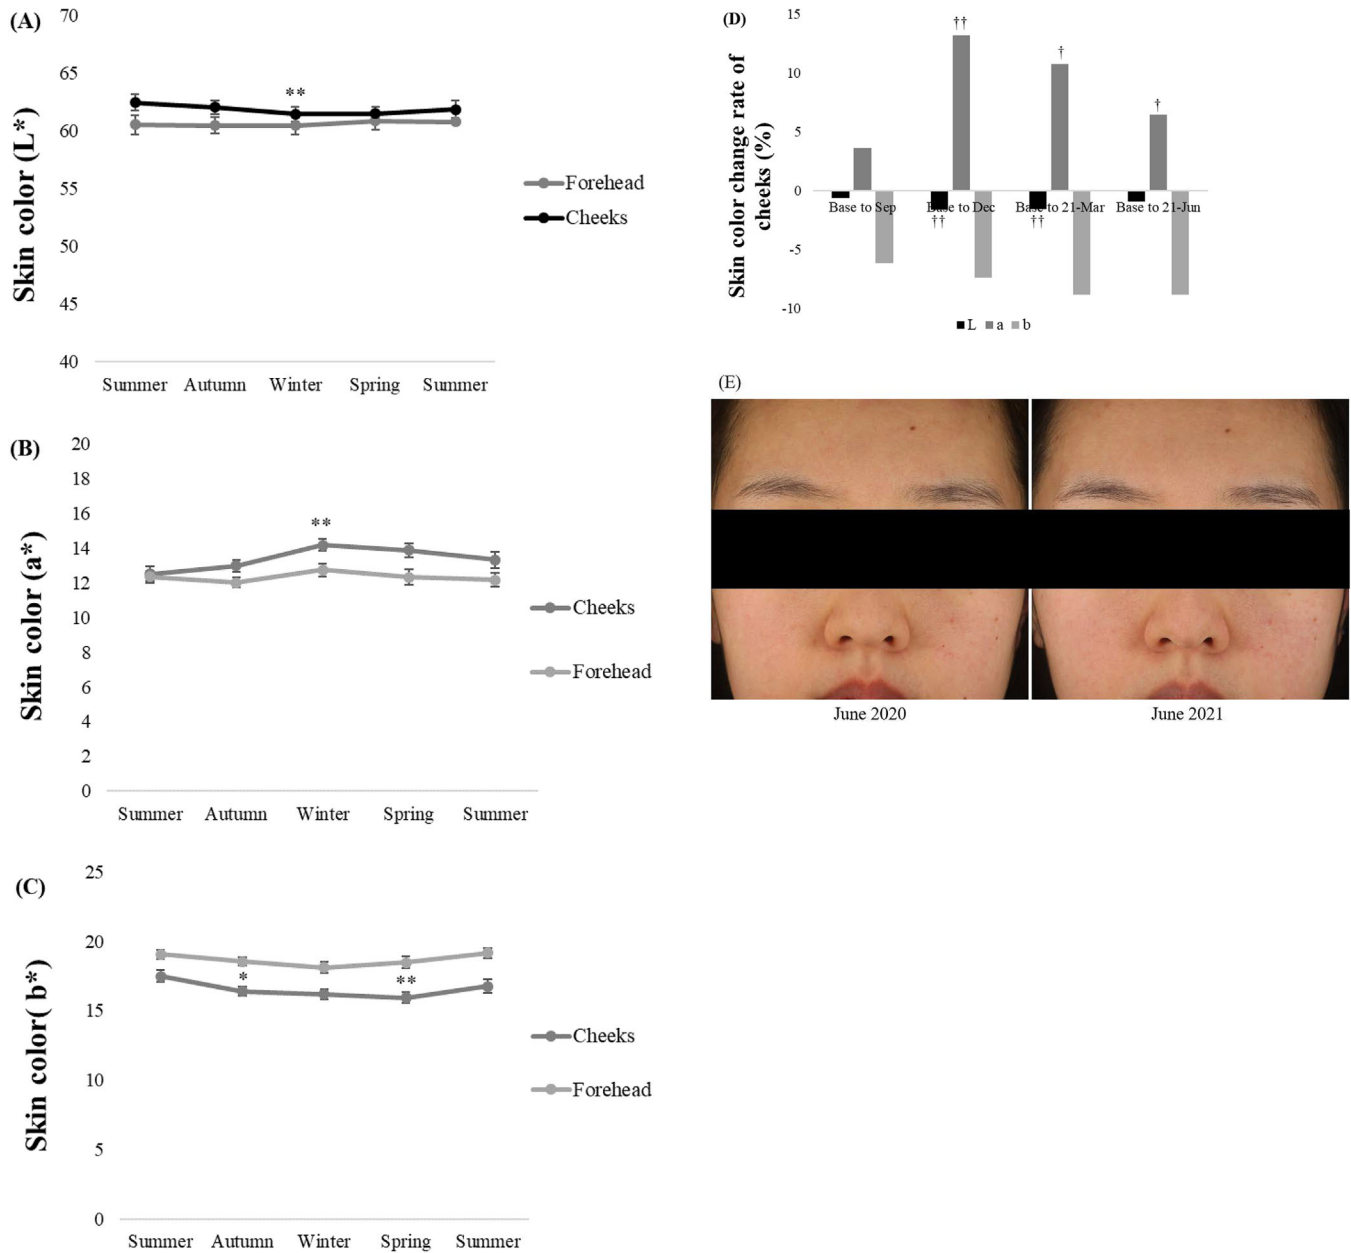 (A)
Skin color (L*)
70
65
60
55
50
45
40
**
Forehead
Cheeks
Summer Autumn Winter Spring Summer
(B)
Skin color (a*)
20
18
16
14
12
10
8
6
4
2
0
**
Cheeks
Forehead
Summer Autumn Winter Spring Summer
(C)
Skin color( b*)
25
20
15
10
5
0
*
**
Cheeks
Forehead
Summer Autumn Winter Spring Summer
(D)
Skin color change rate of
cheeks (%)
15
10
5
0
-5
-10
††
†
†
Base to Sep Base to Dec Base to 21-Mar Base to 21-Jun
†† ††
L a b
(E)
June 2020 June 2021